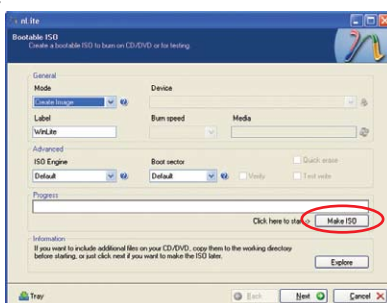 nLite
Bootable ISO
Create a bootable ISO to burn on CD/DVD or for testing.
General
Mode
Device
Create Image
Label
Burn speed
Media
WinLite
Advanced
ISO Engine
Boot sector
Quick erase
Default
Default
Verify
Test write
Progress
Click here to start ->
Make ISO
Information
If you want to include additional files on your CD/DVD, copy them to the working directory
before starting, or just click next if you want to make the ISO later.
Explore
Tray
Back
Next
Cancel